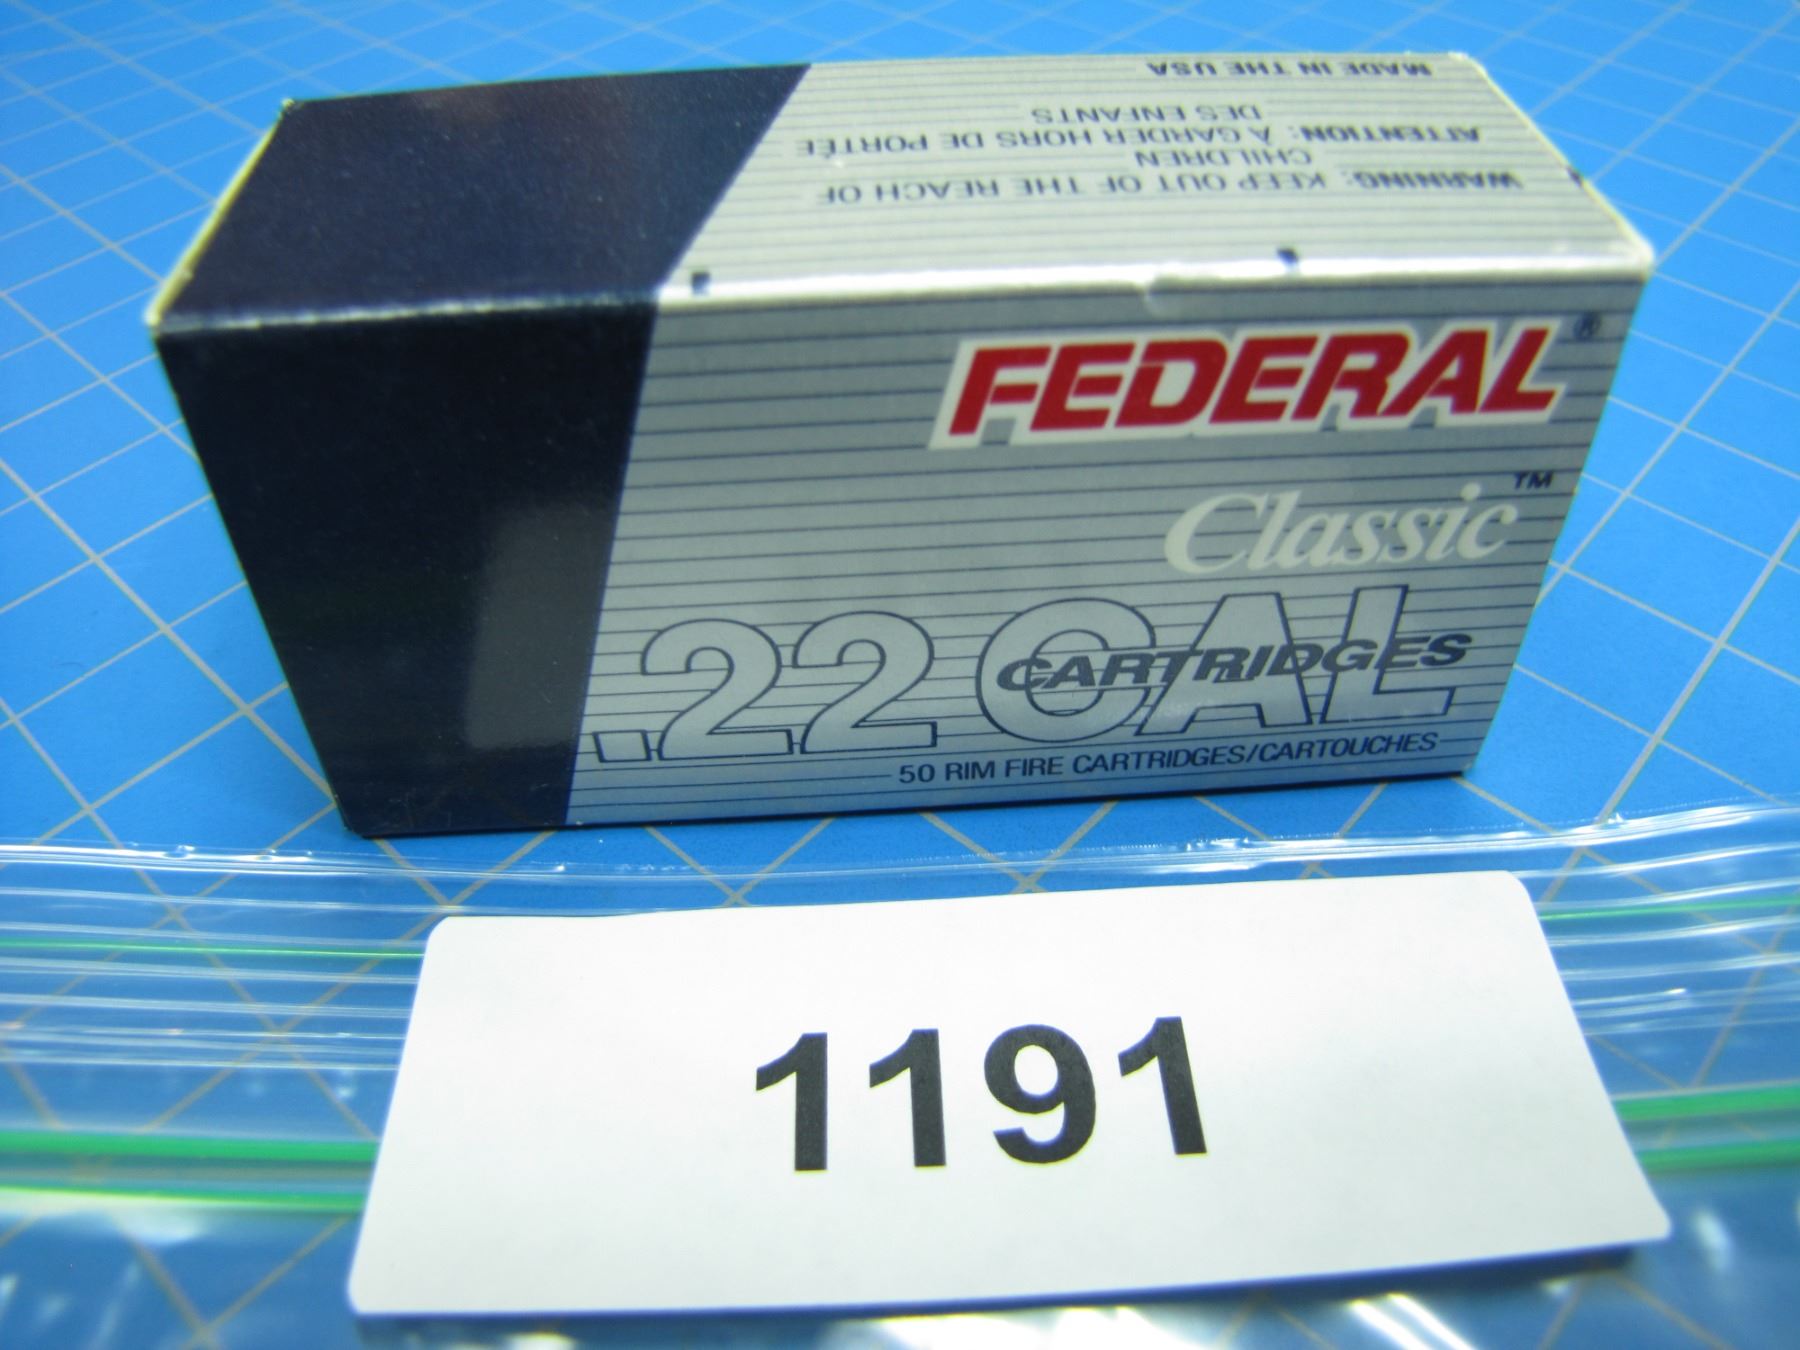 MADE IN THE USA
WARNING: KEEP OUT OF THE REACH OF
CHILDREN
ATTENTION: À GARDER HORS DE PORTÉE
DES ENFANTS
FEDERAL®
Classic™
.22 CAL
CARTRIDGES
50 RIM FIRE CARTRIDGES/CARTOUCHES
1191